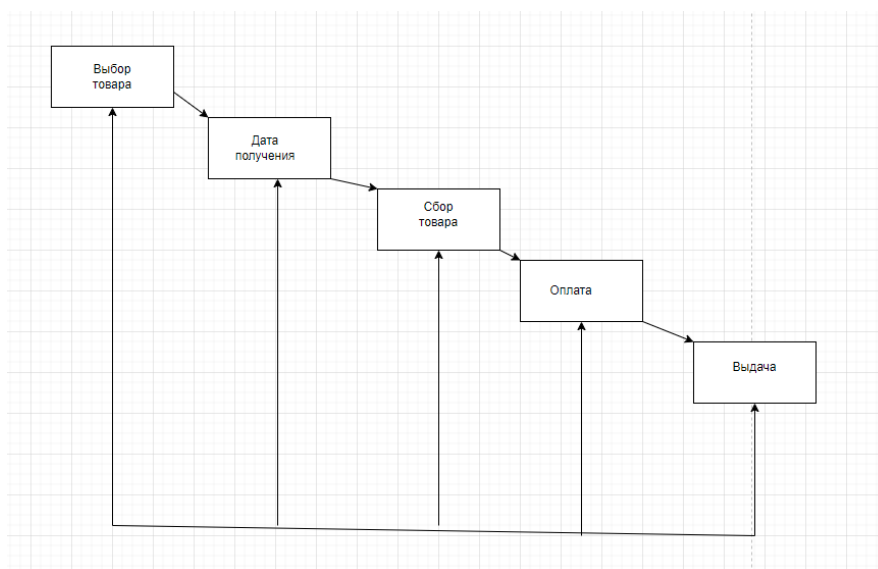 Выбор
товара
Дата
получения
Сбор
товара
Оплата
Выдача